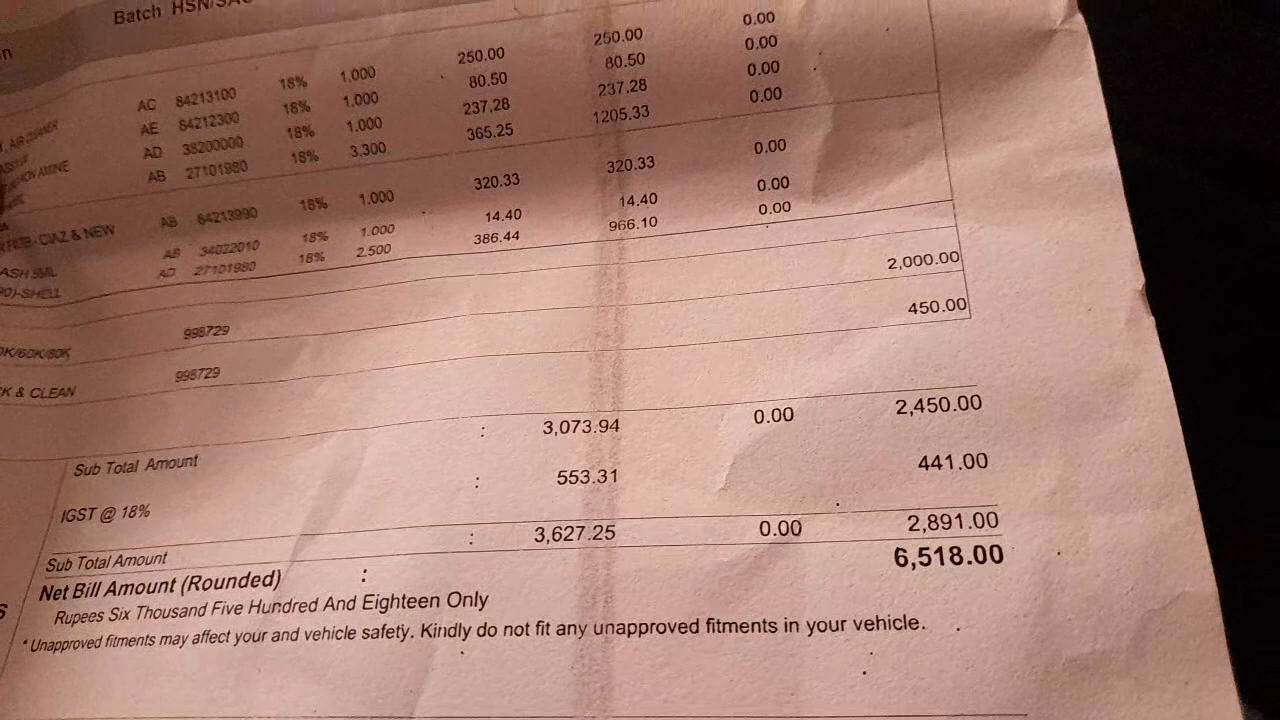 Batch HSN/SAC
AC 84213100 18% 1.000 250.00 250.00 0.00
AE 84212300 18% 1.000 80.50 80.50 0.00
AD 38200000 18% 1.000 237.28 237.28 0.00
AB 27101980 18% 3.300 365.25 1205.33 0.00
CIAZ & NEW AB 84213990 18% 1.000 320.33 320.33 0.00
AB 34022010 18% 1.000 14.40 14.40 0.00
AD 27101980 18% 2.500 386.44 966.10 0.00
SHELL
998729 2,000.00
0K/60K/80K
998729 450.00
K & CLEAN
Sub Total Amount : 3,073.94 0.00 2,450.00
IGST @ 18% : 553.31 441.00
Sub Total Amount : 3,627.25 0.00 2,891.00
Net Bill Amount (Rounded) : 6,518.00
Rupees Six Thousand Five Hundred And Eighteen Only
* Unapproved fitments may affect your and vehicle safety. Kindly do not fit any unapproved fitments in your vehicle.